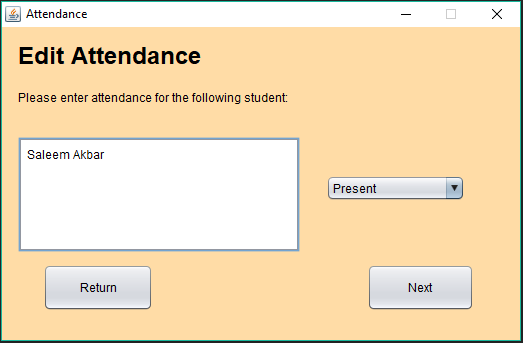 Attendance
Edit Attendance
Please enter attendance for the following student:
Saleem Akbar
Present
Return
Next